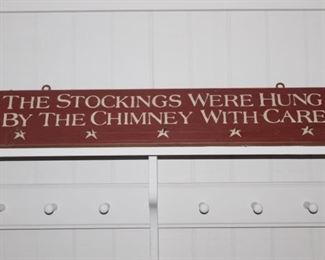 The Stockings Were Hung
By The Chimney With Care